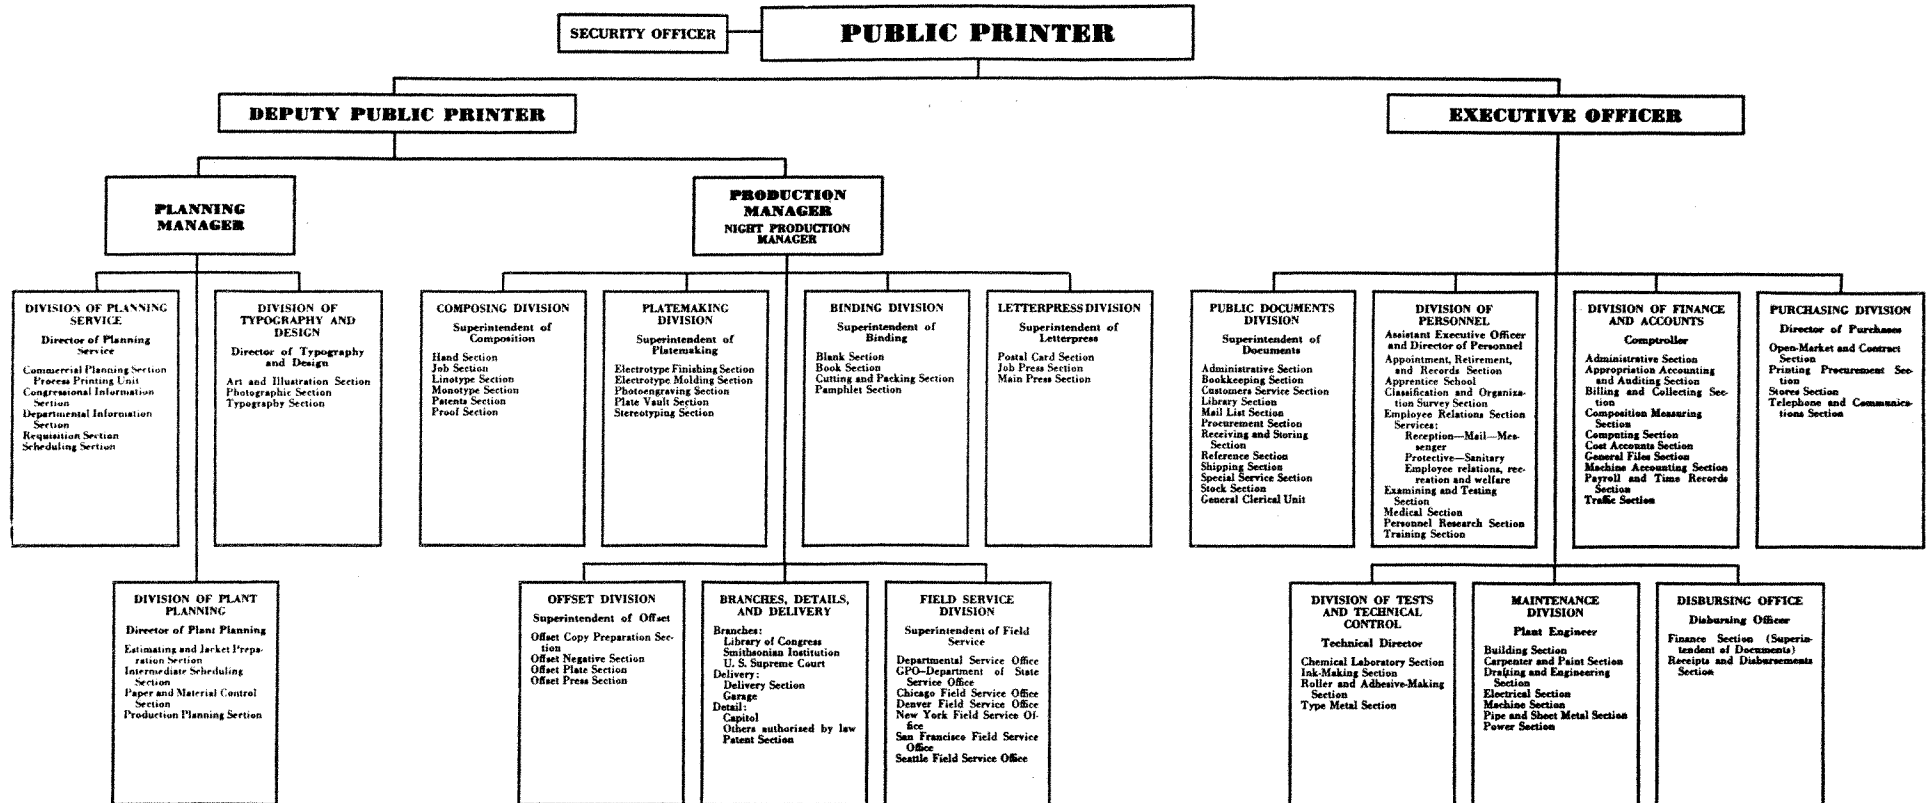 SECURITY OFFICER
PUBLIC PRINTER
DEPUTY PUBLIC PRINTER
EXECUTIVE OFFICER
PLANNING
MANAGER
PRODUCTION
MANAGER
NIGHT PRODUCTION
MANAGER
DIVISION OF PLANNING
SERVICE
Director of Planning
Service
Commercial Planning Section
Process Printing Unit
Congressional Information
Section
Departmental Information
Section
Requisition Section
Scheduling Section
DIVISION OF
TYPOGRAPHY AND
DESIGN
Director of Typography
and Design
Art and Illustration Section
Photographic Section
Typography Section
COMPOSING DIVISION
Superintendent of
Composition
Hand Section
Job Section
Linotype Section
Monotype Section
Patents Section
Proof Section
PLATEMAKING
DIVISION
Superintendent of
Platemaking
Electrotype Finishing Section
Electrotype Molding Section
Photoengraving Section
Plate Vault Section
Stereotyping Section
BINDING DIVISION
Superintendent of
Binding
Blank Section
Book Section
Cutting and Packing Section
Pamphlet Section
LETTERPRESS DIVISION
Superintendent of
Letterpress
Postal Card Section
Job Press Section
Main Press Section
PUBLIC DOCUMENTS
DIVISION
Superintendent of
Documents
Administrative Section
Bookkeeping Section
Customers Service Section
Library Section
Mail List Section
Procurement Section
Receiving and Storing
Section
Reference Section
Shipping Section
Special Service Section
Stock Section
General Clerical Unit
DIVISION OF
PERSONNEL
Assistant Executive Officer
and Director of Personnel
Appointment, Retirement,
and Records Section
Apprentice School
Classification and Organiza-
tion Survey Section
Employee Relations Section
Services:
Reception—Mail—Mes-
senger
Protective—Sanitary
Employee relations, rec-
reation and welfare
Examining and Testing
Section
Medical Section
Personnel Research Section
Training Section
DIVISION OF FINANCE
AND ACCOUNTS
Comptroller
Administrative Section
Appropriation Accounting
and Auditing Section
Billing and Collecting Sec-
tion
Composition Measuring
Section
Computing Section
Cost Accounts Section
General Files Section
Machine Accounting Section
Payroll and Time Records
Section
Traffic Section
PURCHASING DIVISION
Director of Purchases
Open-Market and Contract
Section
Printing Procurement Sec-
tion
Stores Section
Telephone and Communica-
tions Section
DIVISION OF PLANT
PLANNING
Director of Plant Planning
Estimating and Jacket Prepa-
ration Section
Intermediate Scheduling
Section
Paper and Material Control
Section
Production Planning Section
OFFSET DIVISION
Superintendent of Offset
Offset Copy Preparation Sec-
tion
Offset Negative Section
Offset Plate Section
Offset Press Section
BRANCHES, DETAILS,
AND DELIVERY
Branches:
Library of Congress
Smithsonian Institution
U. S. Supreme Court
Delivery:
Delivery Section
Garage
Detail:
Capitol
Others authorised by law
Patent Section
FIELD SERVICE
DIVISION
Superintendent of Field
Service
Departmental Service Office
GPO-Department of State
Service Office
Chicago Field Service Office
Denver Field Service Office
New York Field Service Of-
fice
San Francisco Field Service
Office
Seattle Field Service Office
DIVISION OF TESTS
AND TECHNICAL
CONTROL
Technical Director
Chemical Laboratory Section
Ink-Making Section
Roller and Adhesive-Making
Section
Type Metal Section
MAINTENANCE
DIVISION
Plant Engineer
Building Section
Carpenter and Paint Section
Drafting and Engineering
Section
Electrical Section
Machine Section
Pipe and Sheet Metal Section
Power Section
DISBURSING OFFICE
Disbursing Officer
Finance Section (Superin-
tendent of Documents)
Receipts and Disbursements
Section